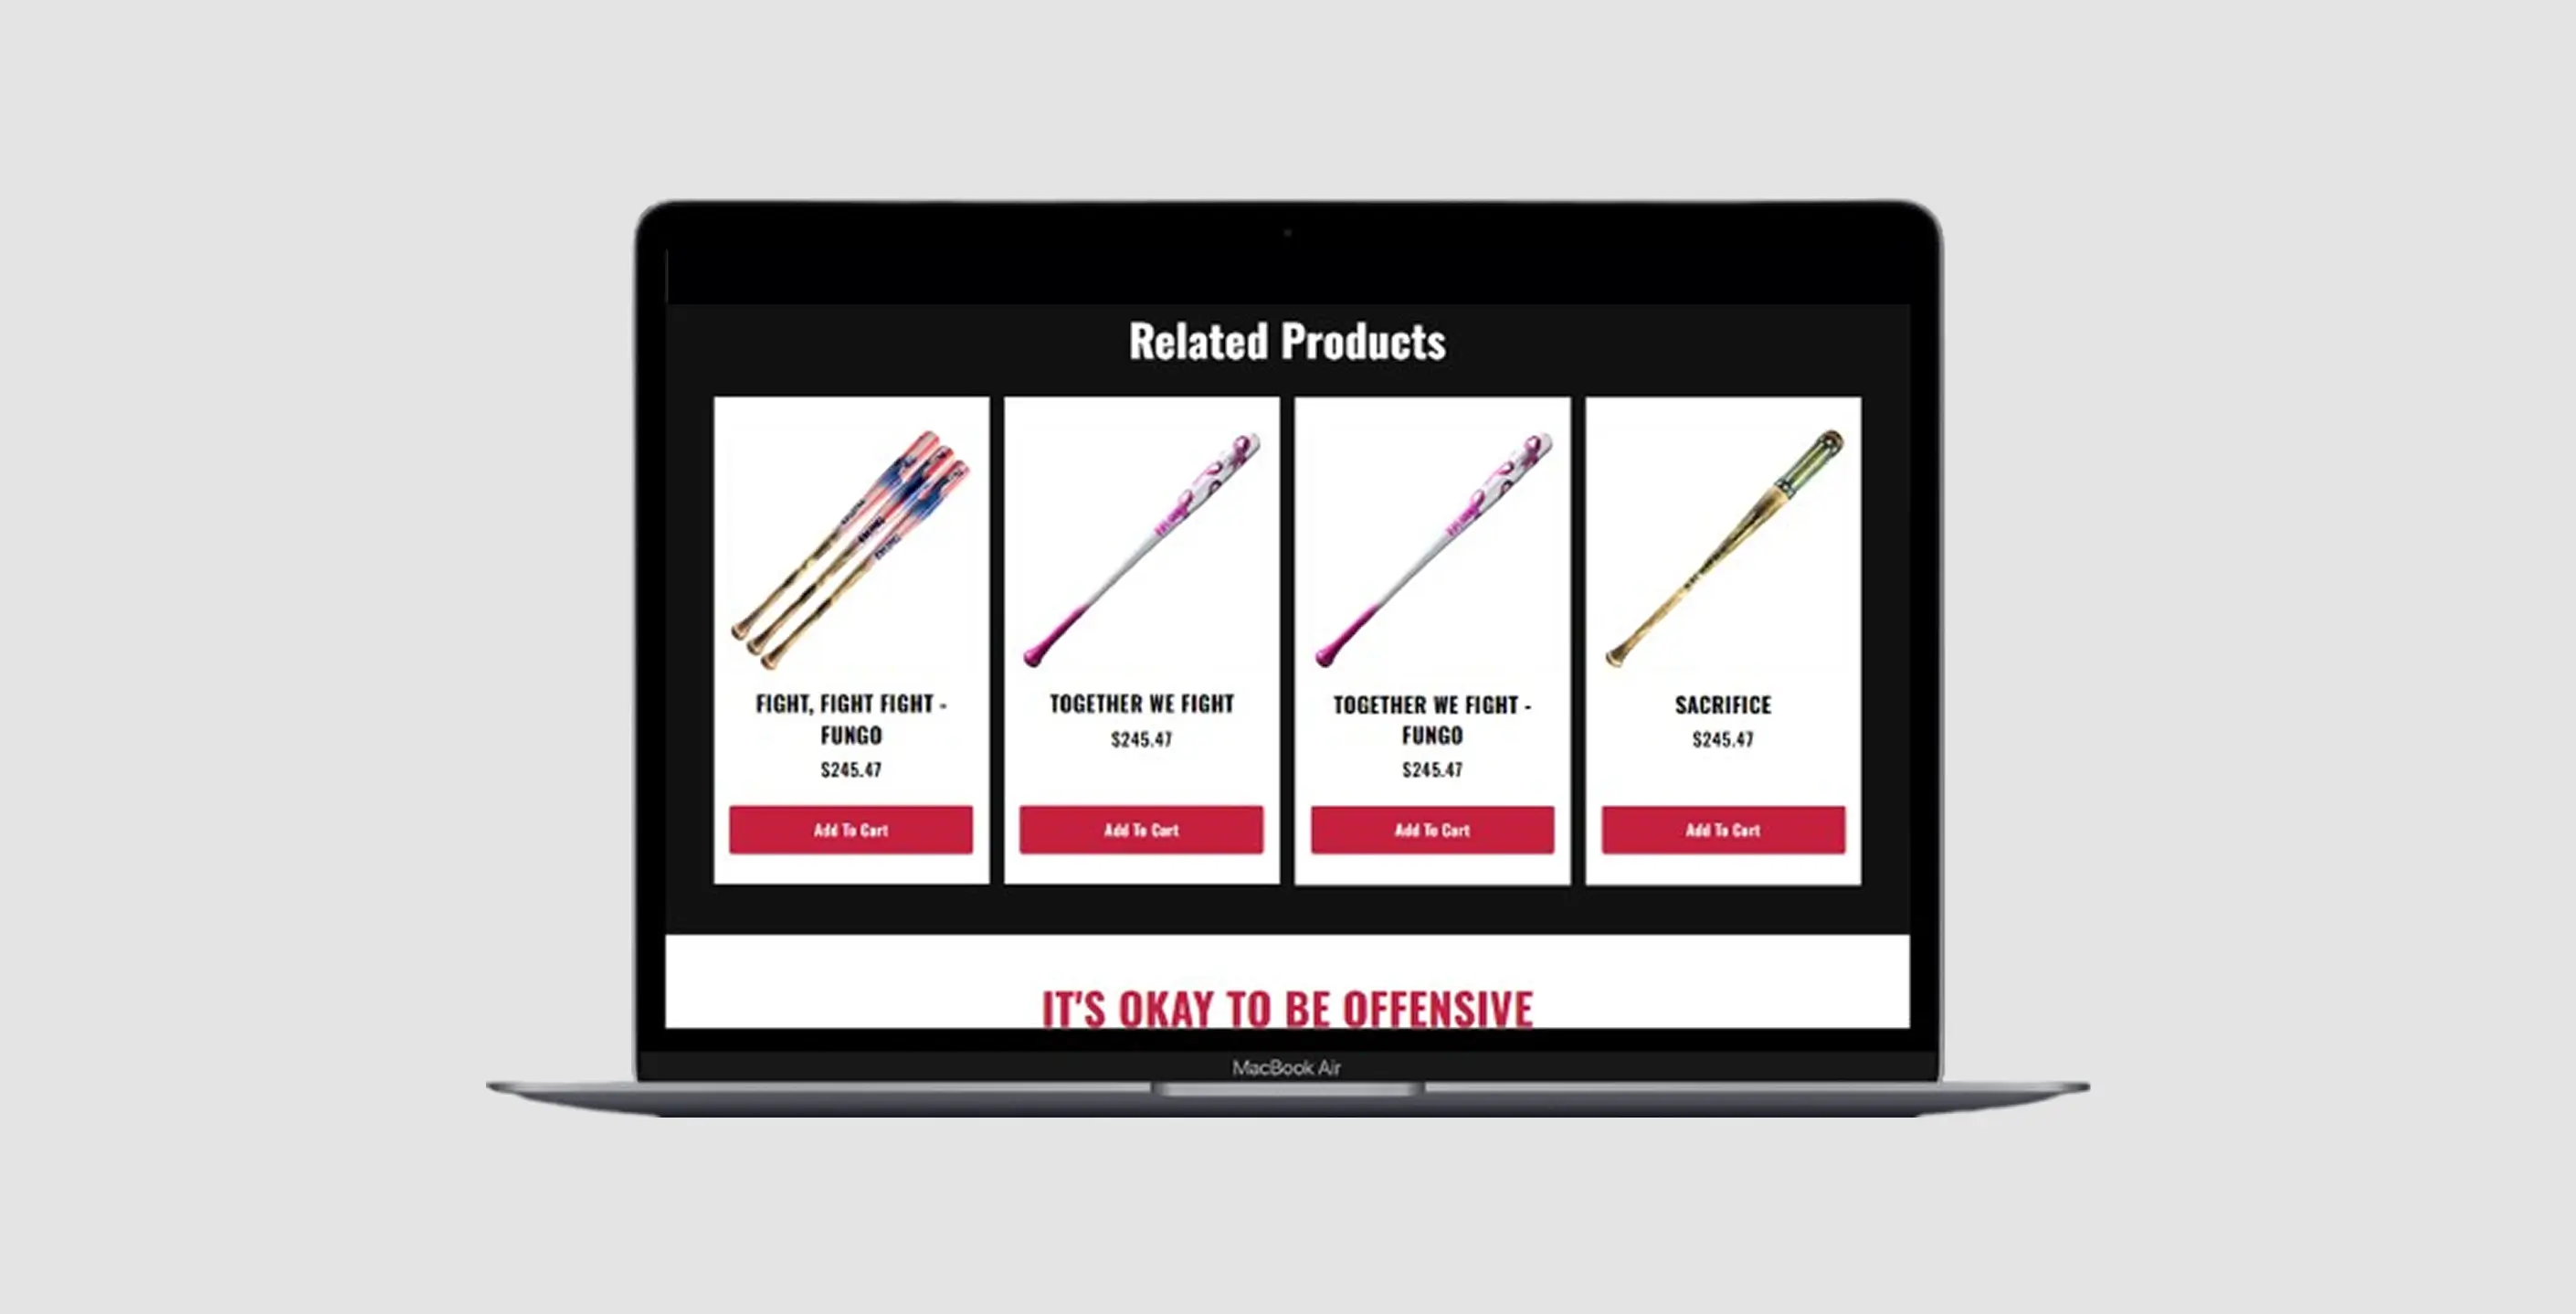 Related Products
FIGHT, FIGHT FIGHT -
FUNGO
$245.47
Add To Cart
TOGETHER WE FIGHT
$245.47
Add To Cart
TOGETHER WE FIGHT -
FUNGO
$245.47
Add To Cart
SACRIFICE
$245.47
Add To Cart
IT'S OKAY TO BE OFFENSIVE
MacBook Air